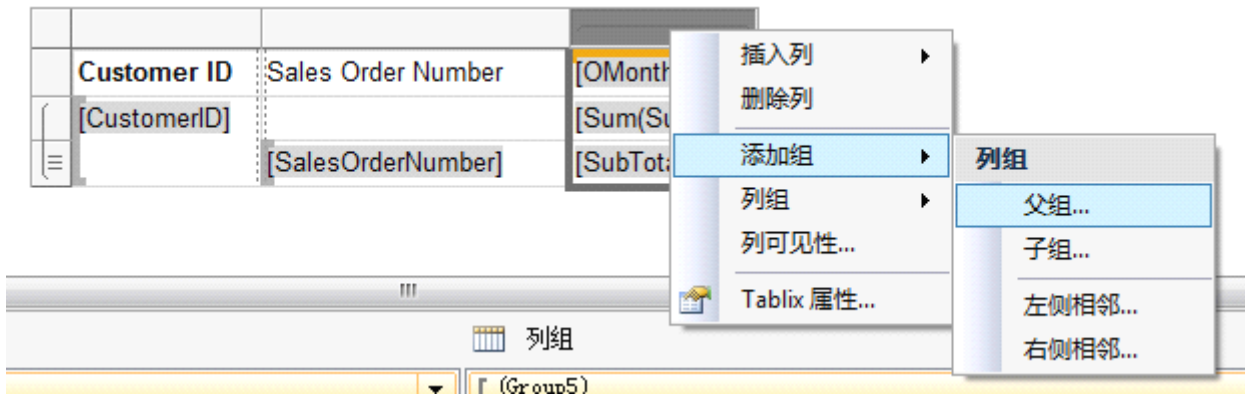 Customer ID Sales Order Number [OMonth
[CustomerID] [Sum(Su
[SalesOrderNumber] [SubTota
插入列
删除列
添加组
列组
列可见性...
Tablix 属性...
列组
父组...
子组...
左侧相邻...
右侧相邻...
列组
(Group5)